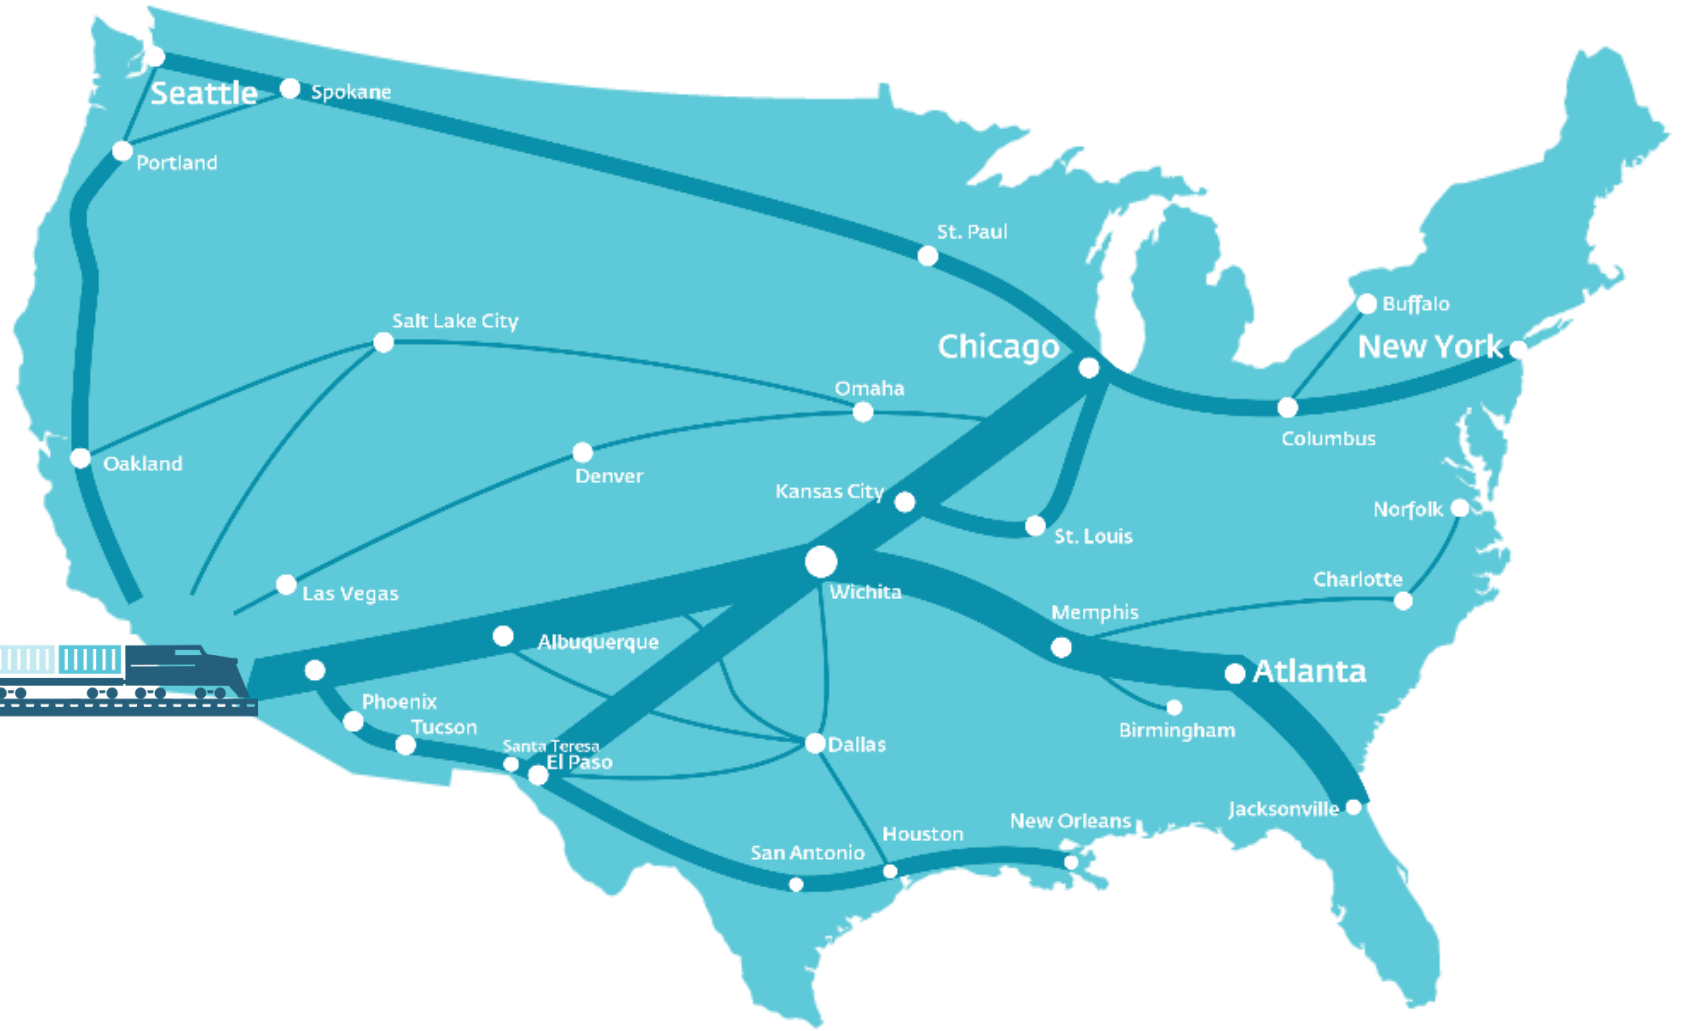 Seattle
Spokane
Portland
St. Paul
Buffalo
Salt Lake City
Chicago
New York
Omaha
Columbus
Oakland
Denver
Kansas City
Norfolk
St. Louis
Charlotte
Las Vegas
Wichita
Memphis
Albuquerque
Atlanta
Phoenix
Tucson
Birmingham
Santa Teresa
El Paso
Dallas
Jacksonville
New Orleans
Houston
San Antonio